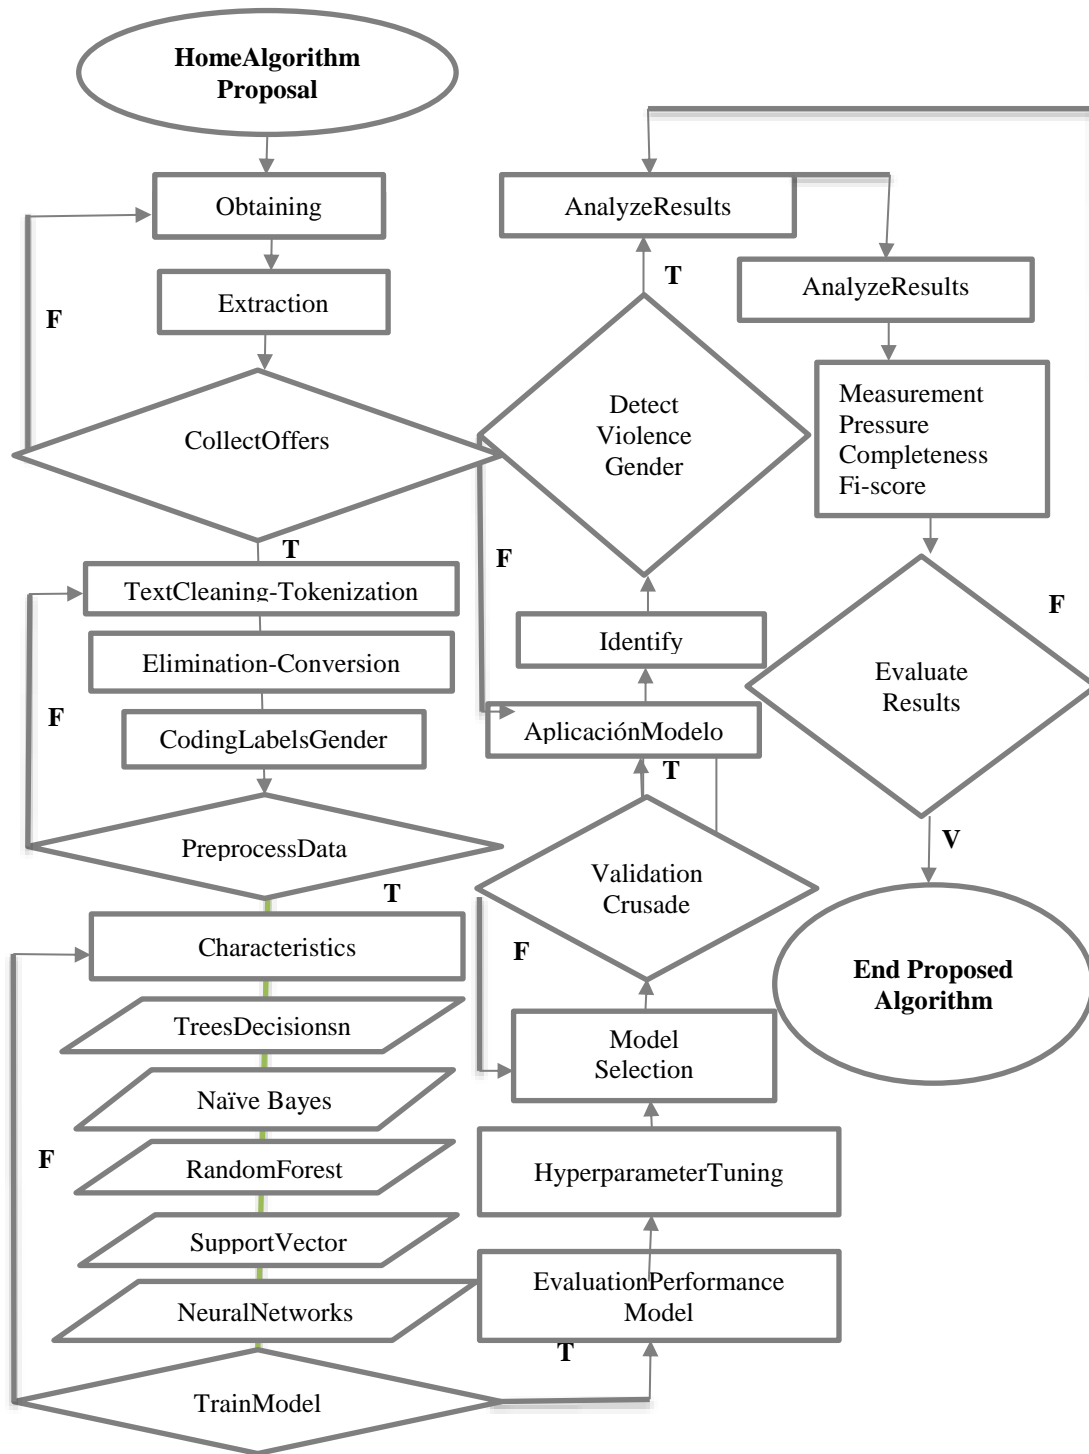 HomeAlgorithm
Proposal
Obtaining
Extraction
F
CollectOffers
T
TextCleaning-Tokenization
Elimination-Conversion
F
CodingLabelsGender
PreprocessData
T
Characteristics
TreesDecisionsn
Naïve Bayes
F
RandomForest
SupportVector
NeuralNetworks
TrainModel
T
EvaluationPerformance
Model
HyperparameterTuning
Model
Selection
F
Validation
Crusade
T
AplicaciónModelo
Identify
F
Detect
Violence
Gender
T
AnalyzeResults
AnalyzeResults
Measurement
Pressure
Completeness
Fi-score
F
Evaluate
Results
V
End Proposed
Algorithm